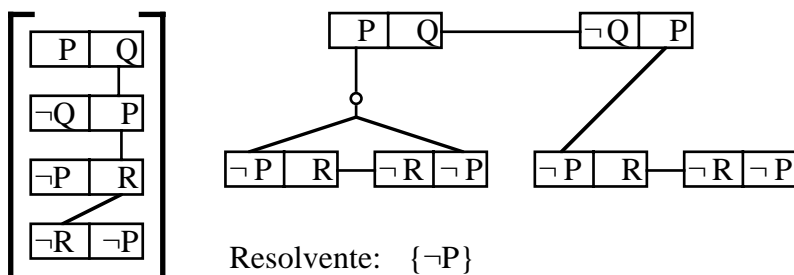 P Q
¬Q P
¬P R
¬R ¬P
P Q ¬Q P
¬P R ¬R ¬P ¬P R ¬R ¬P
Resolvente: {¬P}